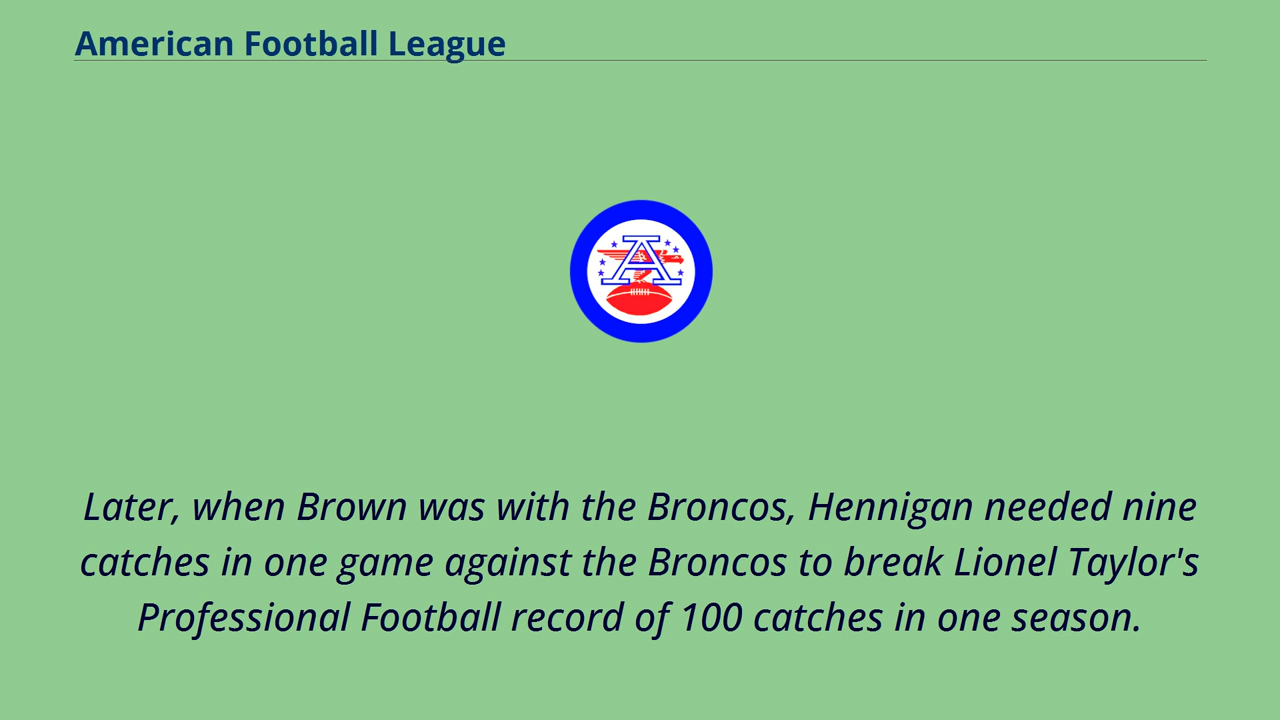 American Football League
A
Later, when Brown was with the Broncos, Hennigan needed nine
catches in one game against the Broncos to break Lionel Taylor's
Professional Football record of 100 catches in one season.